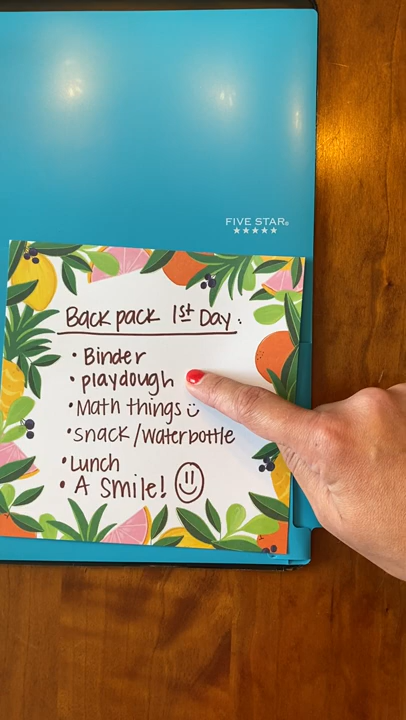 FIVE STAR®
★★★★★
Back pack 1st Day:
• Binder
• playdough
• Math things :)
• snack/waterbottle
• Lunch
• A smile! :)